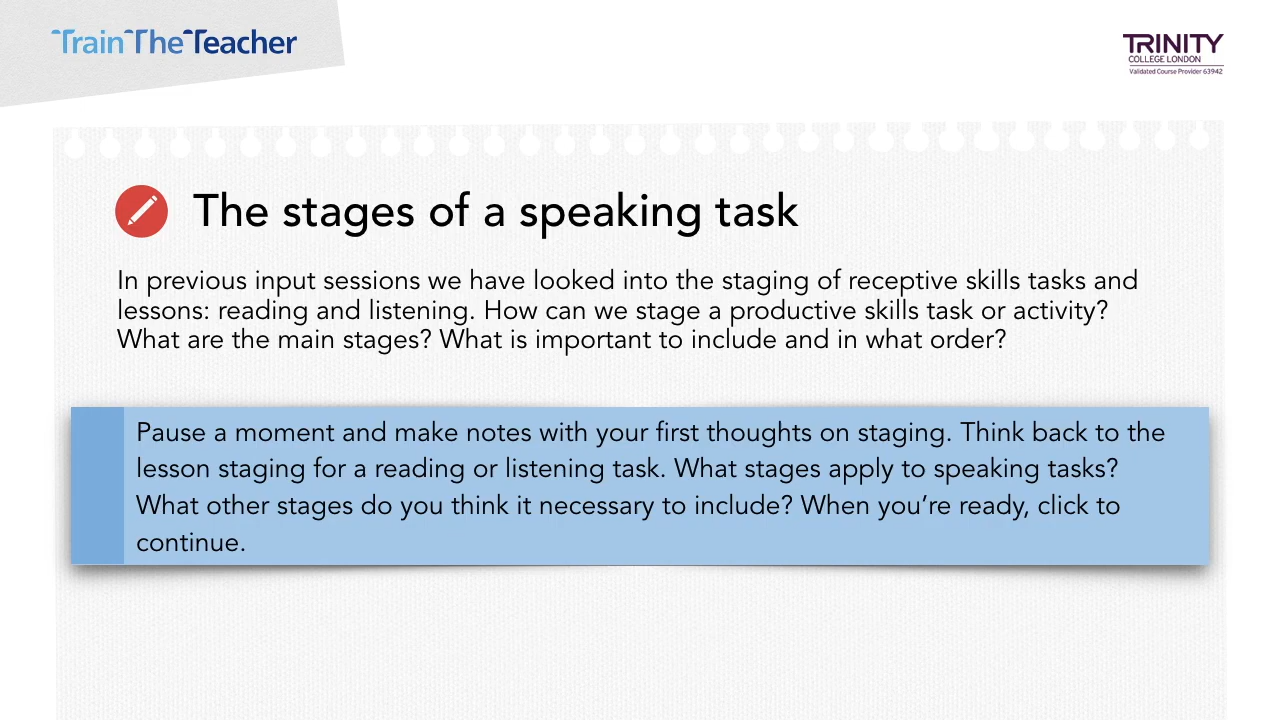 TrainTheTeacher
TRINITY
COLLEGE LONDON
Validated Course Provider 63942
The stages of a speaking task
In previous input sessions we have looked into the staging of receptive skills tasks and
lessons: reading and listening. How can we stage a productive skills task or activity?
What are the main stages? What is important to include and in what order?
Pause a moment and make notes with your first thoughts on staging. Think back to the
lesson staging for a reading or listening task. What stages apply to speaking tasks?
What other stages do you think it necessary to include? When you’re ready, click to
continue.